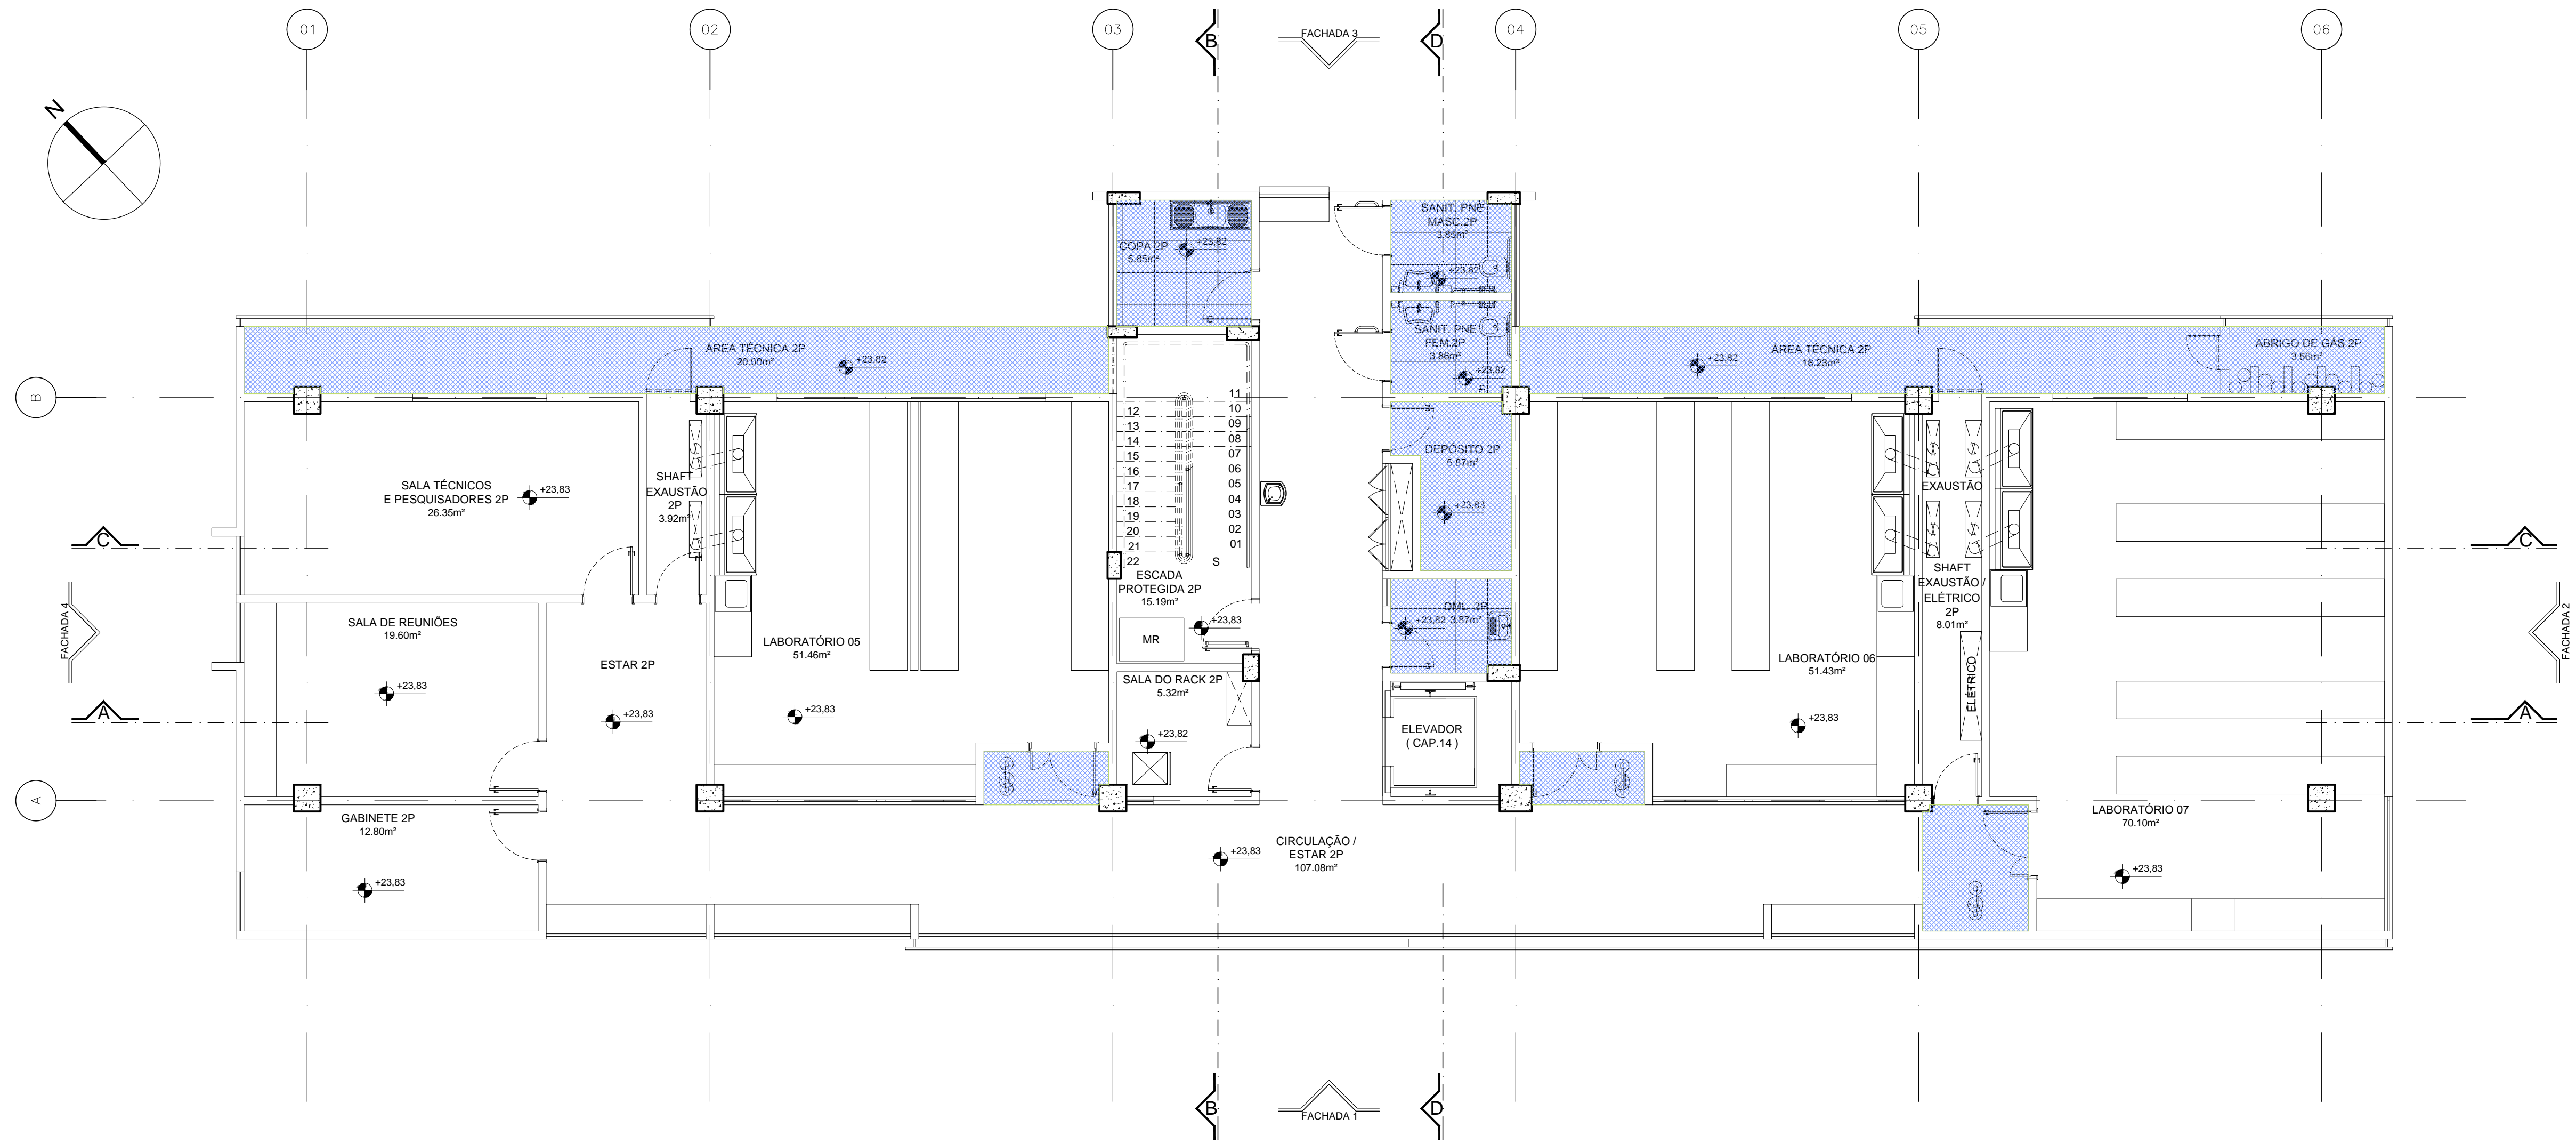 01
02
03
04
05
06
B
FACHADA 3
D
N
SANIT. PNE
MASC.2P
3.85m²
+23,82
COPA 2P
5.85m²
+23,82
SANIT. PNE
FEM.2P
3.86m²
+23,82
ÁREA TÉCNICA 2P
20.00m²
+23,82
ÁREA TÉCNICA 2P
18.23m²
+23,82
ABRIGO DE GÁS 2P
3.56m²
B
11
10
09
08
07
06
05
04
03
02
01
12
13
14
15
16
17
18
19
20
21
22
S
ESCADA
PROTEGIDA 2P
15.19m²
+23,83
MR
DEPÓSITO 2P
5.87m²
+23,83
SALA TÉCNICOS
E PESQUISADORES 2P
26.35m²
+23,83
SHAFT
EXAUSTÃO
2P
3.92m²
EXAUSTÃO
SHAFT
EXAUSTÃO /
ELÉTRICO
2P
8.01m²
ELÉTRICO
C
C
FACHADA 4
FACHADA 2
SALA DE REUNIÕES
19.60m²
+23,83
ESTAR 2P
+23,83
LABORATÓRIO 05
51.46m²
+23,83
DML 2P
3.87m²
+23,82
SALA DO RACK 2P
5.32m²
+23,82
ELEVADOR
( CAP.14 )
LABORATÓRIO 06
51.43m²
+23,83
A
A
A
GABINETE 2P
12.80m²
+23,83
CIRCULAÇÃO /
ESTAR 2P
107.08m²
+23,83
LABORATÓRIO 07
70.10m²
+23,83
B
FACHADA 1
D